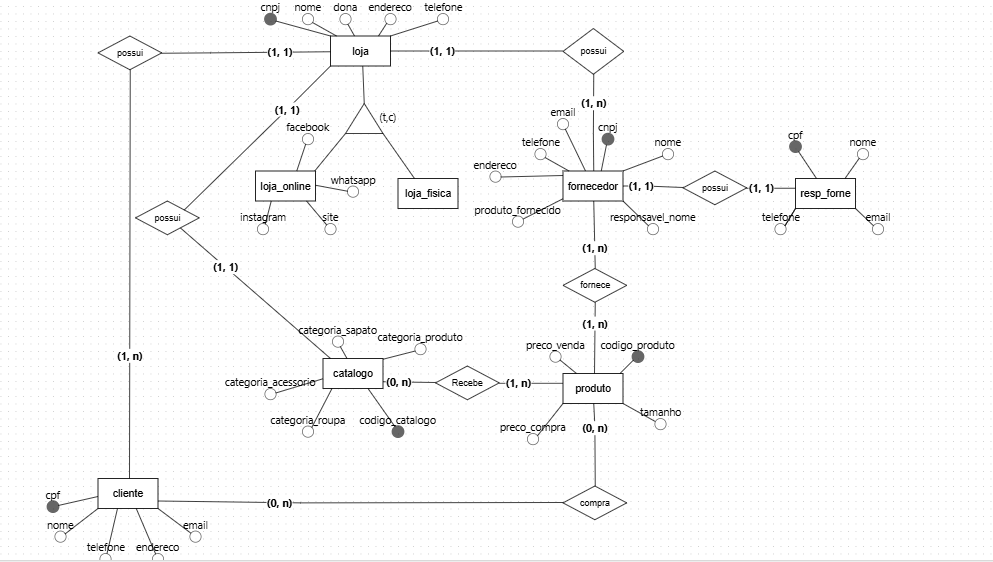 cnpj nome dona endereco telefone
possui (1, 1) loja (1, 1) possui
(1, 1) (t,c) (1, n)
email
cnpj
facebook
telefone nome cpf nome
endereco
loja_online whatsapp loja_fisica fornecedor (1, 1) possui (1, 1) resp_forne
produto_fornecido responsavel_nome telefone email
possui instagram site
(1, n)
(1, 1)
fornece
(1, n)
categoria_sapato categoria_produto
preco_venda codigo_produto
(1, n)
catalogo (0, n) Recebe (1, n) produto
categoria_acessorio
categoria_roupa codigo_catalogo
preco_compra (0, n) tamanho
cpf cliente (0, n) compra
nome email
telefone endereco